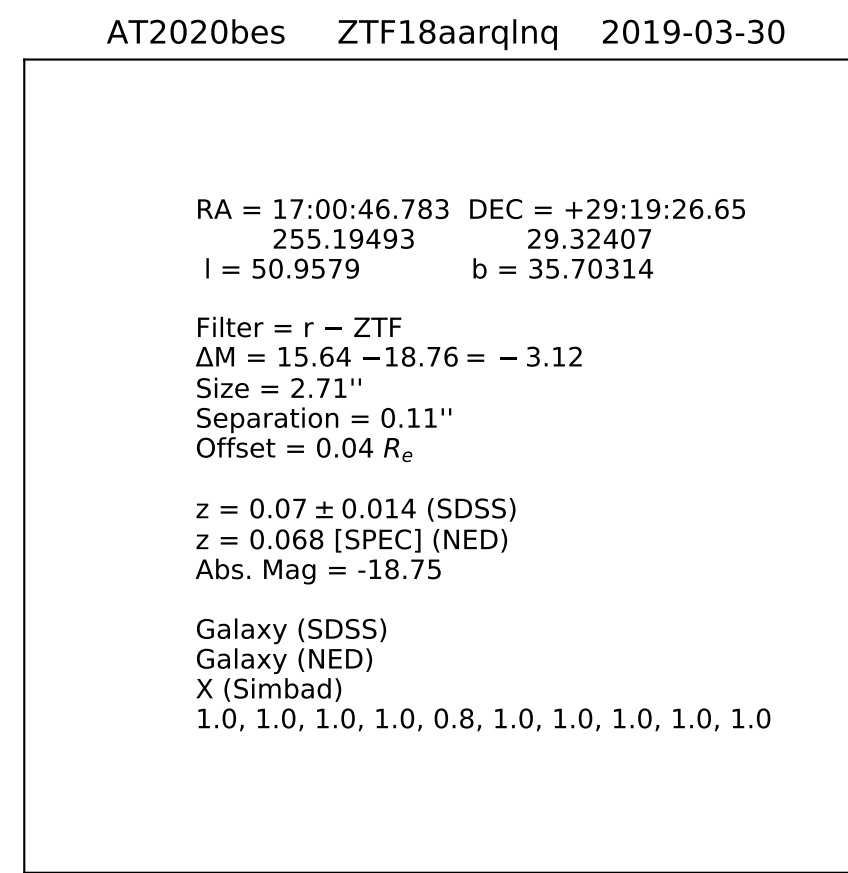 AT2020bes ZTF18aarqlnq 2019-03-30
RA = 17:00:46.783 DEC = +29:19:26.65
255.19493 29.32407
l = 50.9579 b = 35.70314
Filter = r − ZTF
ΔM = 15.64 −18.76 = − 3.12
Size = 2.71''
Separation = 0.11''
Offset = 0.04 Rₑ
z = 0.07 ± 0.014 (SDSS)
z = 0.068 [SPEC] (NED)
Abs. Mag = -18.75
Galaxy (SDSS)
Galaxy (NED)
X (Simbad)
1.0, 1.0, 1.0, 1.0, 0.8, 1.0, 1.0, 1.0, 1.0, 1.0